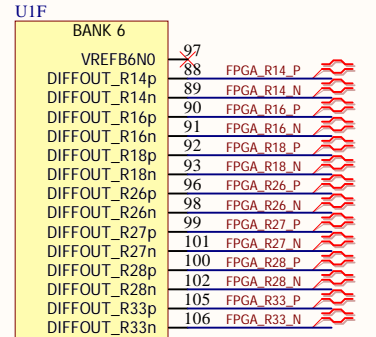 U1F
BANK 6
VREFB6N0 97
DIFFOUT_R14p 88 FPGA_R14_P
DIFFOUT_R14n 89 FPGA_R14_N
DIFFOUT_R16p 90 FPGA_R16_P
DIFFOUT_R16n 91 FPGA_R16_N
DIFFOUT_R18p 92 FPGA_R18_P
DIFFOUT_R18n 93 FPGA_R18_N
DIFFOUT_R26p 96 FPGA_R26_P
DIFFOUT_R26n 98 FPGA_R26_N
DIFFOUT_R27p 99 FPGA_R27_P
DIFFOUT_R27n 101 FPGA_R27_N
DIFFOUT_R28p 100 FPGA_R28_P
DIFFOUT_R28n 102 FPGA_R28_N
DIFFOUT_R33p 105 FPGA_R33_P
DIFFOUT_R33n 106 FPGA_R33_N